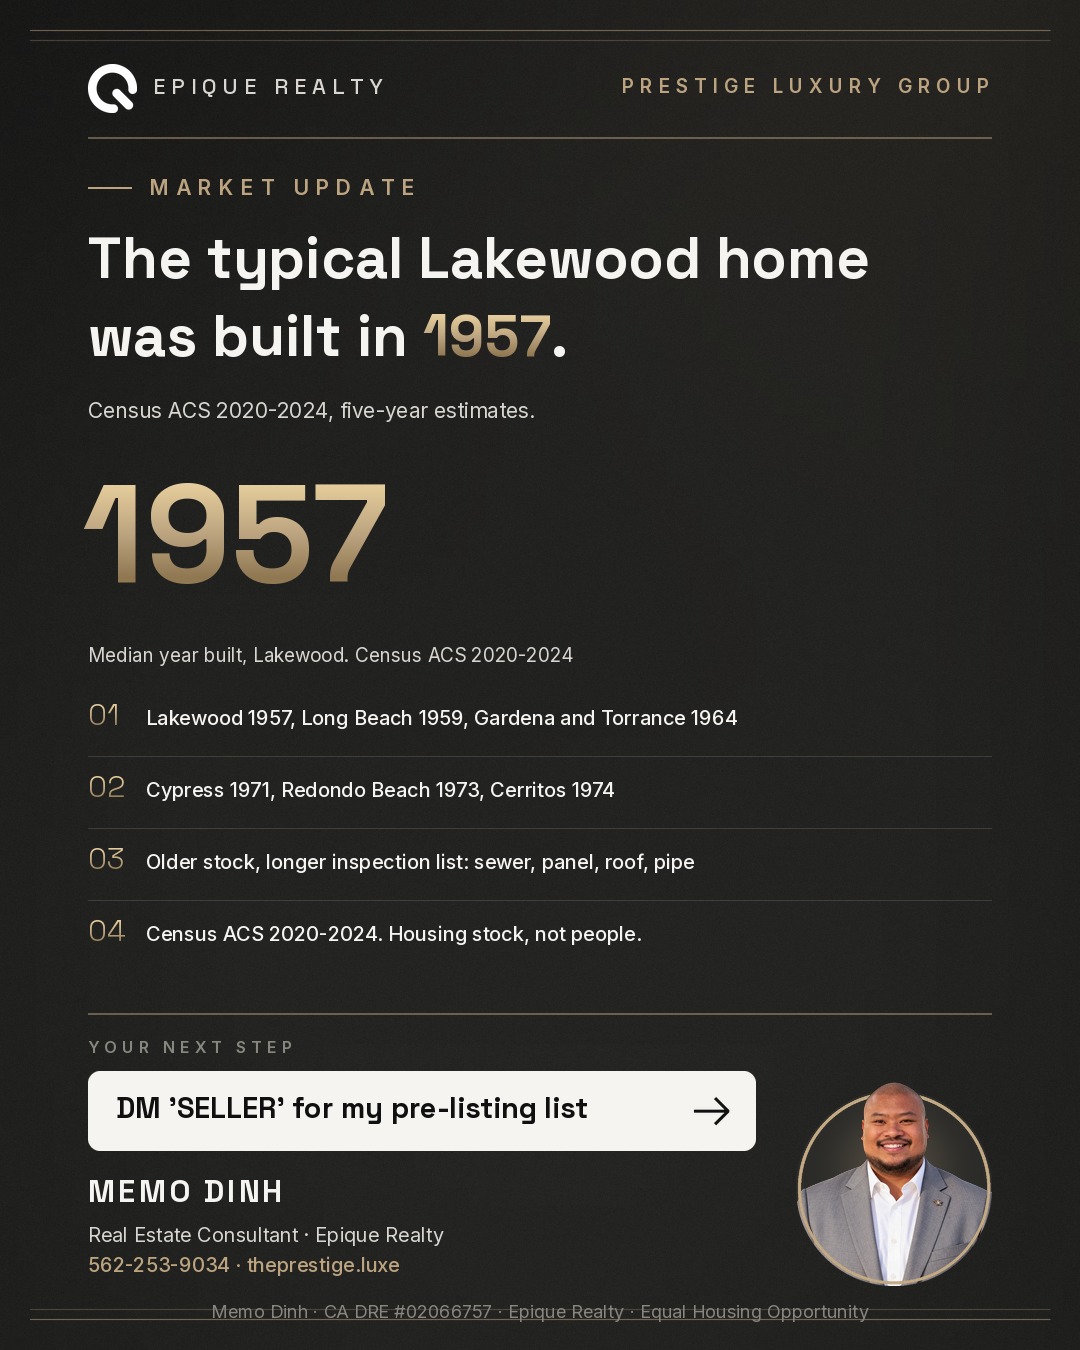 EPIQUE REALTY
PRESTIGE LUXURY GROUP
MARKET UPDATE
The typical Lakewood home
was built in 1957.
Census ACS 2020-2024, five-year estimates.
1957
Median year built, Lakewood. Census ACS 2020-2024
01 Lakewood 1957, Long Beach 1959, Gardena and Torrance 1964
02 Cypress 1971, Redondo Beach 1973, Cerritos 1974
03 Older stock, longer inspection list: sewer, panel, roof, pipe
04 Census ACS 2020-2024. Housing stock, not people.
YOUR NEXT STEP
DM ’SELLER’ for my pre-listing list
MEMO DINH
Real Estate Consultant · Epique Realty
562-253-9034 · theprestige.luxe
Memo Dinh · CA DRE #02066757 · Epique Realty · Equal Housing Opportunity